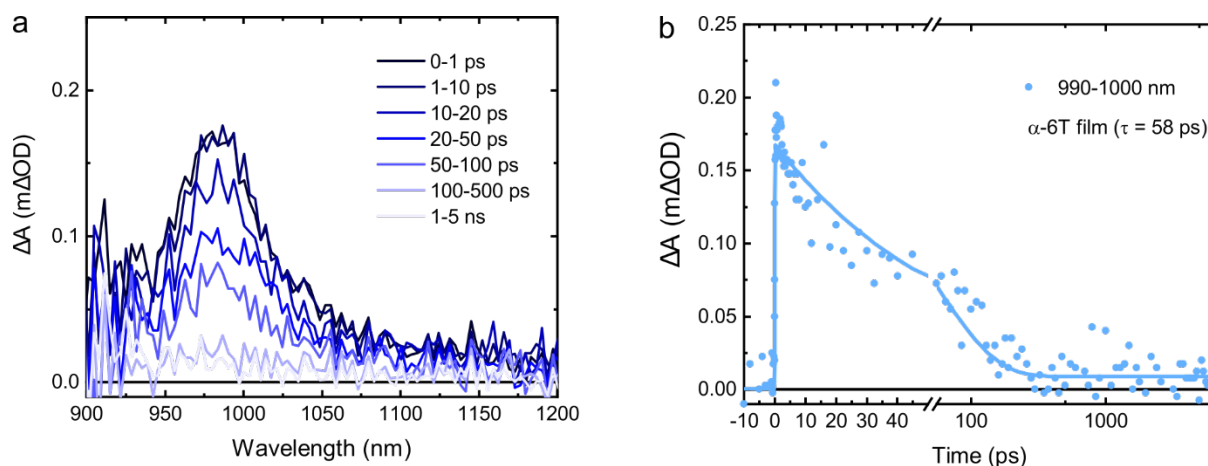 a
0.2
0.1
0.0
ΔA (mΔOD)
0-1 ps
1-10 ps
10-20 ps
20-50 ps
50-100 ps
100-500 ps
1-5 ns
900 950 1000 1050 1100 1150 1200
Wavelength (nm)
b
0.25
0.20
0.15
0.10
0.05
0.00
ΔA (mΔOD)
990-1000 nm
α-6T film (τ = 58 ps)
-10 0 10 20 30 40 100 1000
Time (ps)